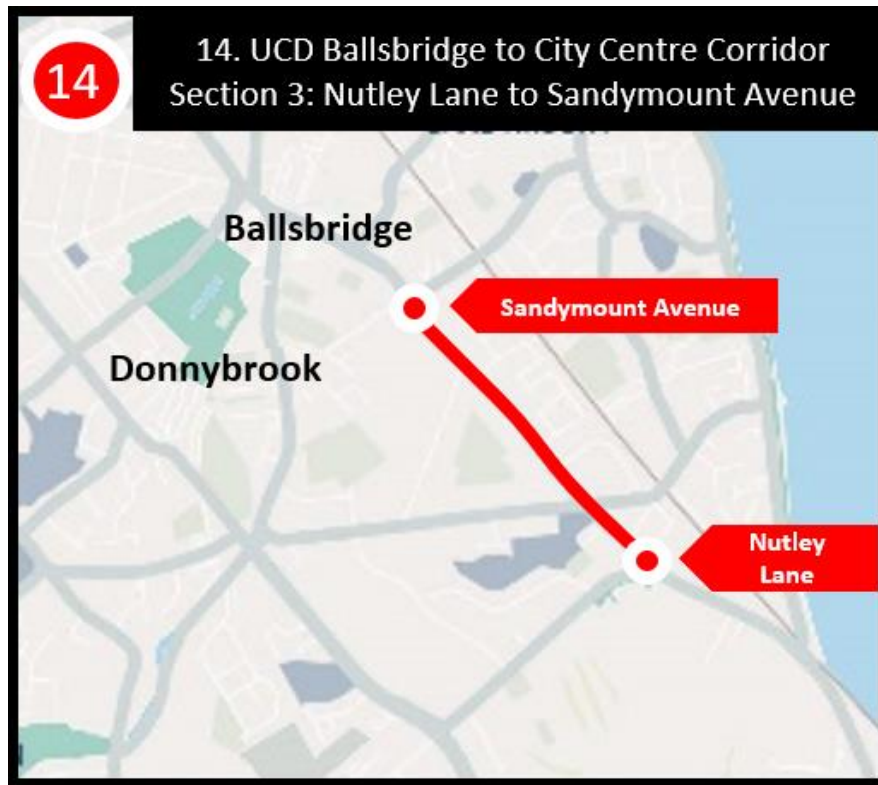 14
14. UCD Ballsbridge to City Centre Corridor
Section 3: Nutley Lane to Sandymount Avenue
Ballsbridge
Sandymount Avenue
Donnybrook
Nutley
Lane